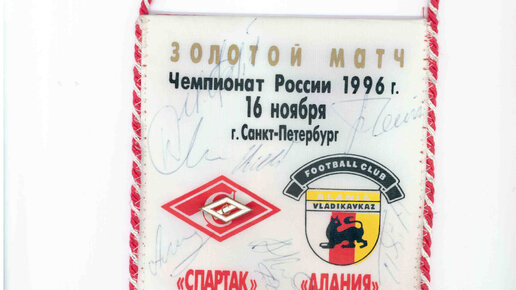 ЗОЛОТОЙ МАТЧ
Чемпионат России 1996 г.
16 ноября
г. Санкт-Петербург
FOOTBALL CLUB
VLADIKAVKAZ
«СПАРТАК»
«АЛАНИЯ»